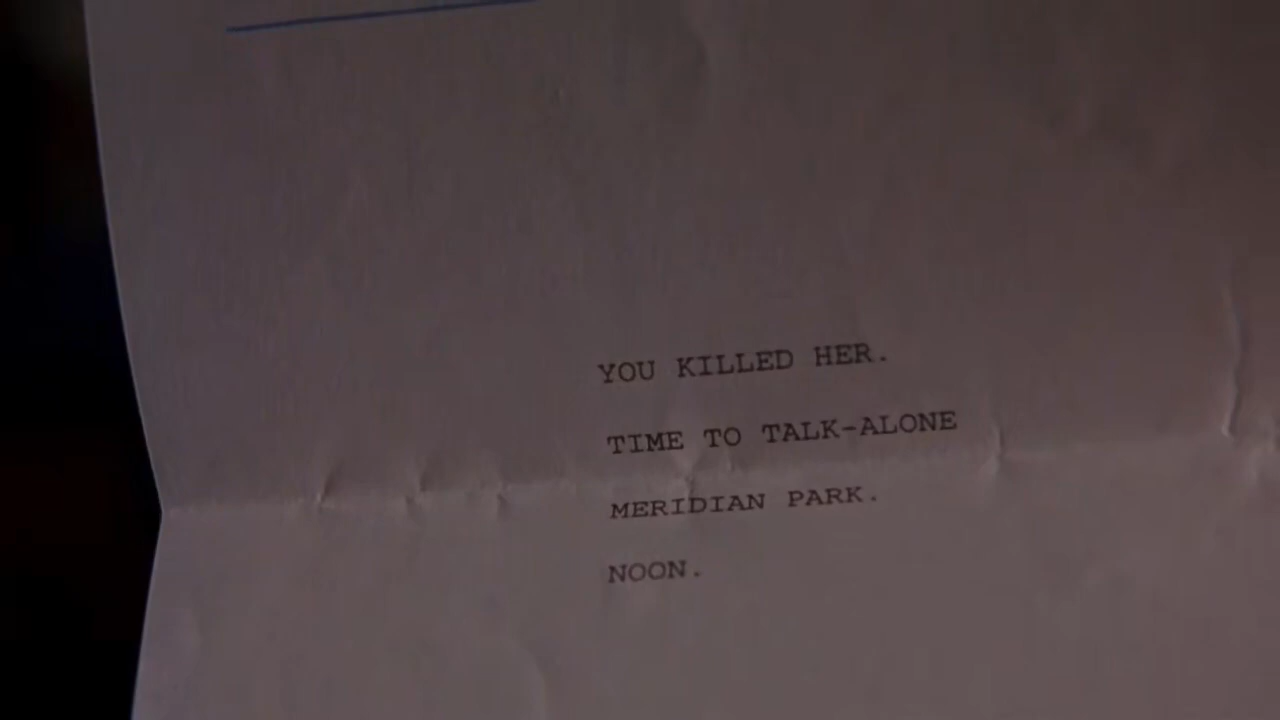 YOU KILLED HER.
TIME TO TALK-ALONE
MERIDIAN PARK.
NOON.